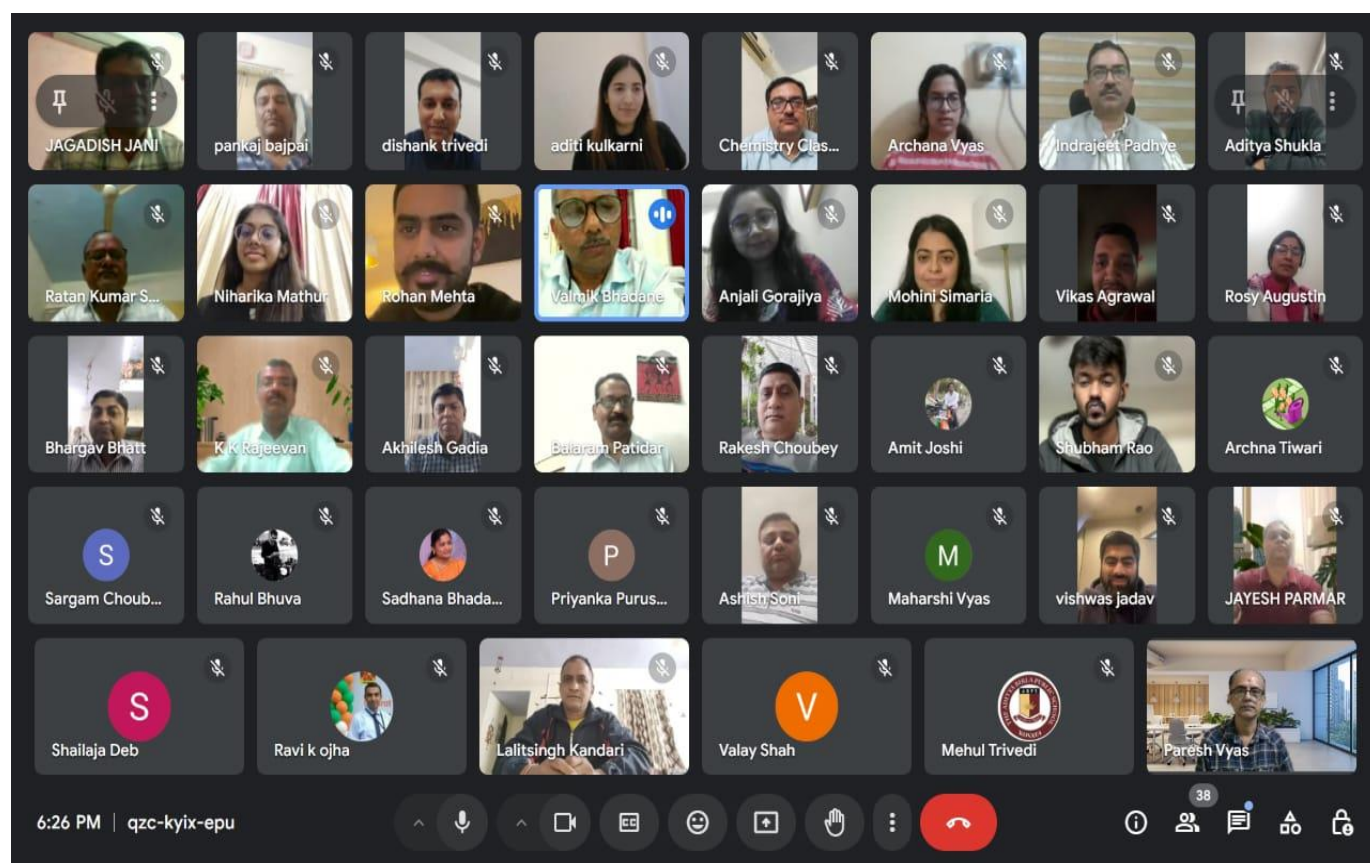 JAGADISH JANI
pankaj bajpai
dishank trivedi
aditi kulkarni
Chemistry Clas...
Archana Vyas
Indrajeet Padhye
Aditya Shukla
Ratan Kumar S...
Niharika Mathur
Rohan Mehta
Valmik Bhadane
Anjali Gorajiya
Mohini Simaria
Vikas Agrawal
Rosy Augustin
Bhargav Bhatt
K K Rajeevan
Akhilesh Gadia
Balaram Patidar
Rakesh Choubey
Amit Joshi
Shubham Rao
Archna Tiwari
S
Sargam Choub...
Rahul Bhuva
Sadhana Bhada...
P
Priyanka Purus...
Ashish Soni
M
Maharshi Vyas
vishwas jadav
JAYESH PARMAR
S
Shailaja Deb
Ravi k ojha
Lalitsingh Kandari
V
Valay Shah
Mehul Trivedi
Paresh Vyas
6:26 PM | qzc-kyix-epu
CC
38